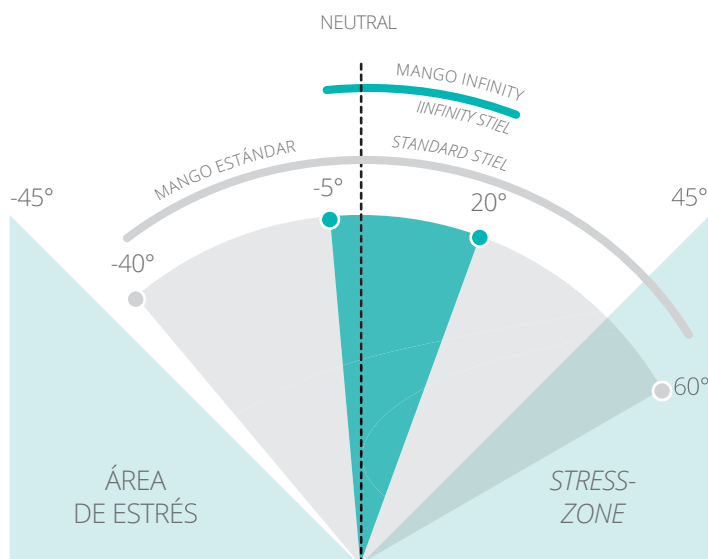 NEUTRAL
MANGO INFINITY
IINFINITY STIEL
MANGO ESTÁNDAR
STANDARD STIEL
-45°
-5°
20°
45°
-40°
60°
ÁREA
DE ESTRÉS
STRESS-
ZONE